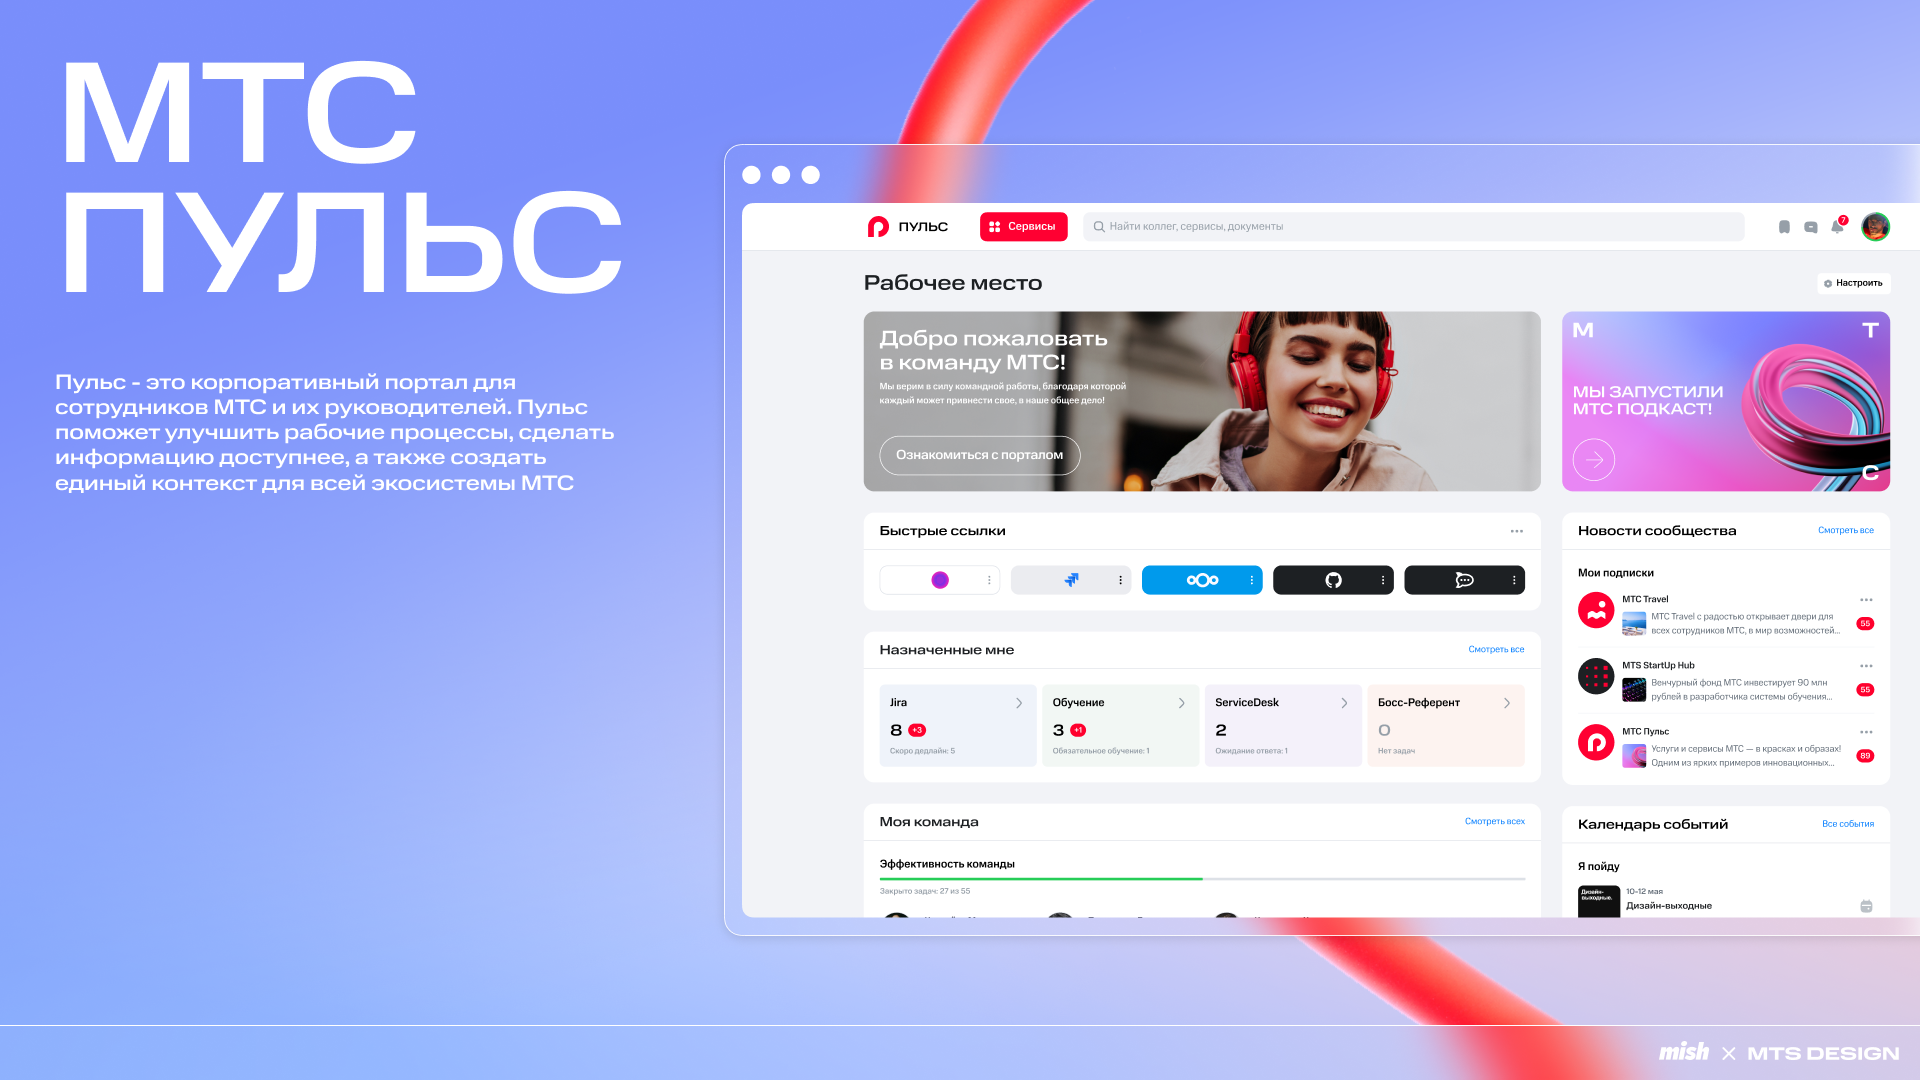 МТС
ПУЛЬС
Пульс - это корпоративный портал для
сотрудников МТС и их руководителей. Пульс
поможет улучшить рабочие процессы, сделать
информацию доступнее, а также создать
единый контекст для всей экосистемы МТС
ПУЛЬС
Сервисы
Найти коллег, сервисы, документы
7
Рабочее место
Настроить
Добро пожаловать
в команду МТС!
Мы верим в силу командной работы, благодаря которой
каждый может привнести свое, в наше общее дело!
Ознакомиться с порталом
М Т
МЫ ЗАПУСТИЛИ
МТС ПОДКАСТ!
С
Быстрые ссылки
Назначенные мне
Смотреть все
Jira
8 +3
Скоро дедлайн: 5
Обучение
3 +1
Обязательное обучение: 1
ServiceDesk
2
Ожидание ответа: 1
Босс-Референт
0
Нет задач
Моя команда
Смотреть всех
Эффективность команды
Закрыто задач: 27 из 55
Новости сообщества
Смотреть все
Мои подписки
МТС Travel
МТС Travel с радостью открывает двери для
всех сотрудников МТС, в мир возможностей...
55
MTS StartUp Hub
Венчурный фонд МТС инвестирует 90 млн
рублей в разработчика системы обучения...
55
МТС Пульс
Услуги и сервисы МТС — в красках и образах!
Одним из ярких примеров инновационных...
89
Календарь событий
Все события
Я пойду
Дизайн-
выходные.
10-12 мая
Дизайн-выходные
mish × MTS DESIGN